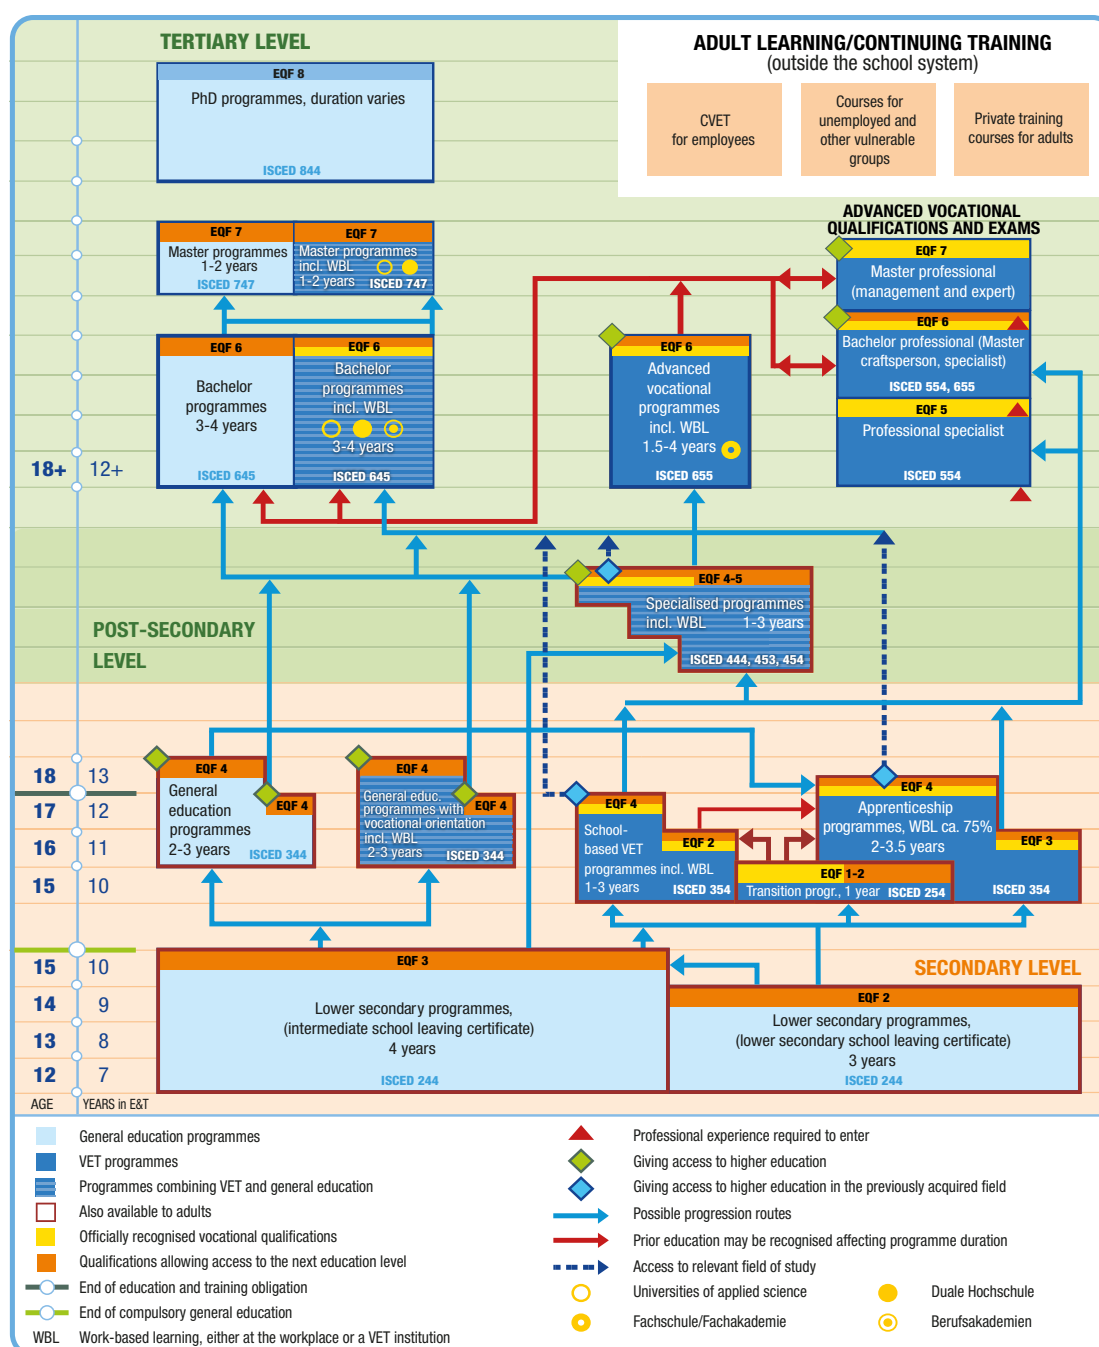 TERTIARY LEVEL
ADULT LEARNING/CONTINUING TRAINING
(outside the school system)
CVET
for employees
Courses for
unemployed and
other vulnerable
groups
Private training
courses for adults
EQF 8
PhD programmes, duration varies
ISCED 844
ADVANCED VOCATIONAL
QUALIFICATIONS AND EXAMS
EQF 7
Master programmes
1-2 years
ISCED 747
EQF 7
Master programmes
incl. WBL
1-2 years
ISCED 747
EQF 7
Master professional
(management and expert)
EQF 6
Bachelor professional (Master
craftsperson, specialist)
ISCED 554, 655
EQF 5
Professional specialist
ISCED 554
EQF 6
Bachelor
programmes
3-4 years
ISCED 645
EQF 6
Bachelor
programmes
incl. WBL
3-4 years
ISCED 645
EQF 6
Advanced
vocational
programmes
incl. WBL
1.5-4 years
ISCED 655
18+ 12+
POST-SECONDARY
LEVEL
EQF 4-5
Specialised programmes
incl. WBL 1-3 years
ISCED 444, 453, 454
18 13
17 12
16 11
15 10
EQF 4
General
education
programmes
2-3 years
EQF 4
ISCED 344
EQF 4
General educ.
programmes with
vocational orientation
incl. WBL
2-3 years
EQF 4
ISCED 344
EQF 4
School-
based VET
programmes incl. WBL
1-3 years
EQF 2
ISCED 354
EQF 4
Apprenticeship
programmes, WBL ca. 75%
2-3.5 years
EQF 3
ISCED 354
EQF 1-2
Transition progr., 1 year ISCED 254
SECONDARY LEVEL
15 10
14 9
13 8
12 7
AGE YEARS in E&T
EQF 3
Lower secondary programmes,
(intermediate school leaving certificate)
4 years
ISCED 244
EQF 2
Lower secondary programmes,
(lower secondary school leaving certificate)
3 years
ISCED 244
General education programmes
VET programmes
Programmes combining VET and general education
Also available to adults
Officially recognised vocational qualifications
Qualifications allowing access to the next education level
End of education and training obligation
End of compulsory general education
WBL Work-based learning, either at the workplace or a VET institution
Professional experience required to enter
Giving access to higher education
Giving access to higher education in the previously acquired field
Possible progression routes
Prior education may be recognised affecting programme duration
Access to relevant field of study
Universities of applied science
Duale Hochschule
Fachschule/Fachakademie
Berufsakademien